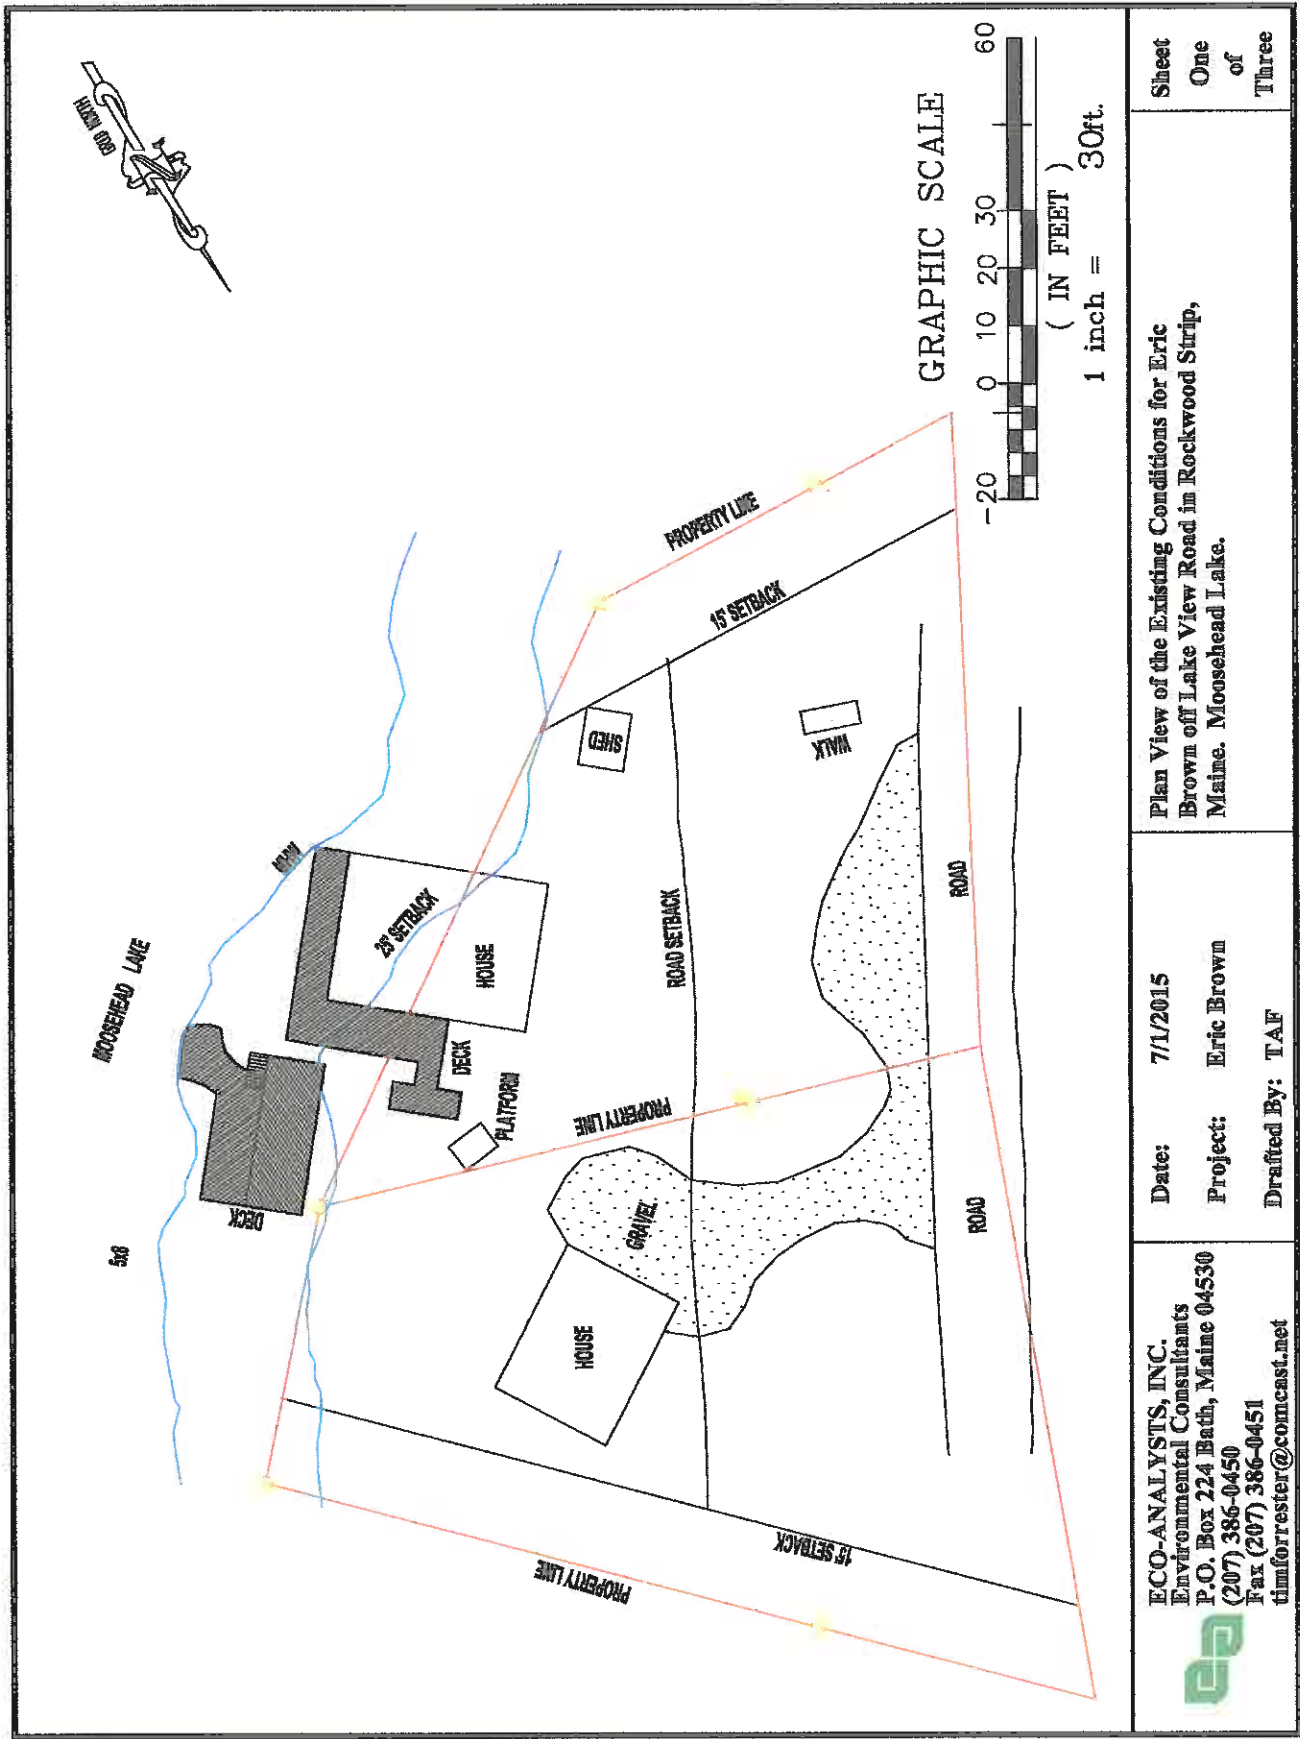 GRID NORTH
MOOSEHEAD LAKE
5x8
DECK
25' SETBACK
HOUSE
DECK
PLATFORM
SHED
PROPERTY LINE
15' SETBACK
WALK
ROAD SETBACK
PROPERTY LINE
GRAVEL
HOUSE
ROAD
ROAD
15' SETBACK
PROPERTY LINE
GRAPHIC SCALE
-20 0 10 20 30 60
( IN FEET )
1 inch = 30ft.
ECO-ANALYSTS, INC.
Environmental Consultants
P.O. Box 224 Bath, Maine 04530
(207) 386-0450
Fax (207) 386-0451
timforrester@comcast.net
Date: 7/1/2015
Project: Eric Brown
Drafted By: TAF
Plan View of the Existing Conditions for Eric
Brown off Lake View Road in Rockwood Strip,
Maine. Moosehead Lake.
Sheet
One
of
Three